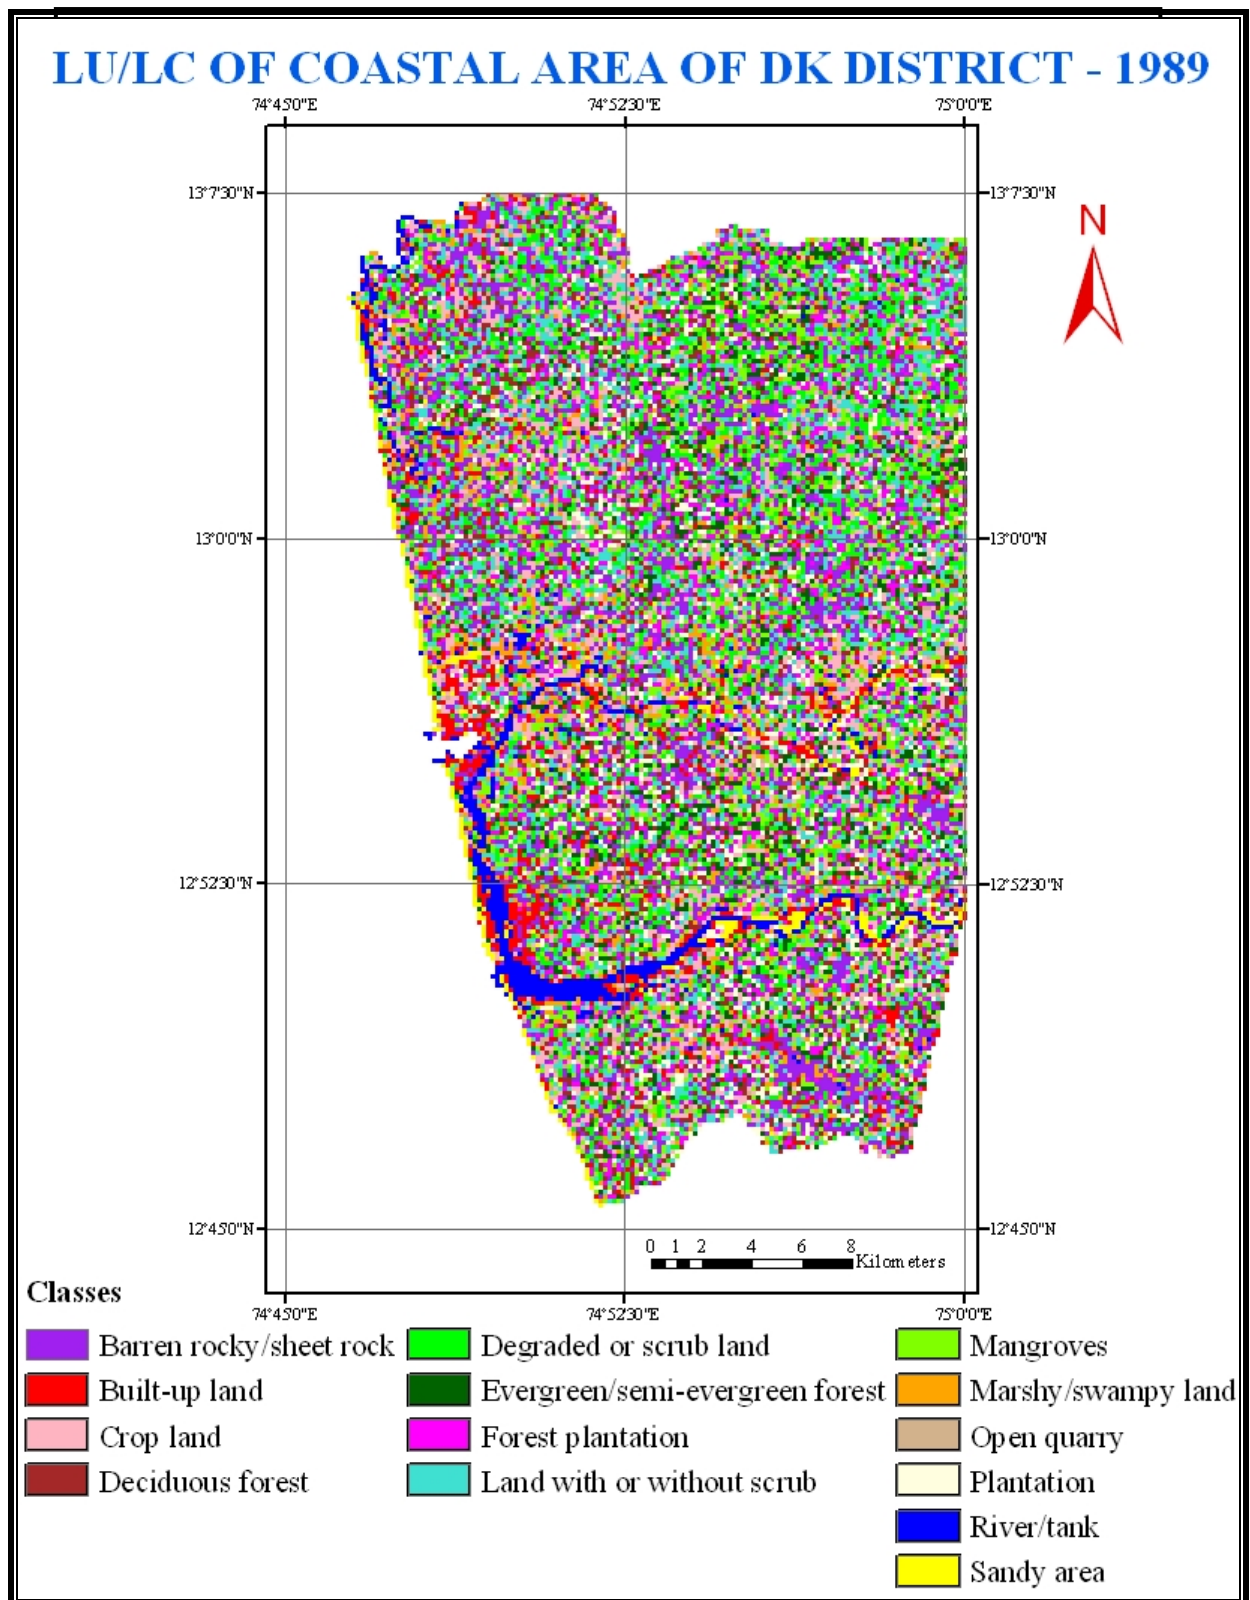 LU/LC OF COASTAL AREA OF DK DISTRICT - 1989
74°45'0"E 74°52'30"E 75°0'0"E
13°7'30"N 13°7'30"N
N
13°0'0"N 13°0'0"N
12°52'30"N 12°52'30"N
12°45'0"N 12°45'0"N
0 1 2 4 6 8
Kilometers
74°45'0"E 74°52'30"E 75°0'0"E
Classes
Barren rocky/sheet rock
Built-up land
Crop land
Deciduous forest
Degraded or scrub land
Evergreen/semi-evergreen forest
Forest plantation
Land with or without scrub
Mangroves
Marshy/swampy land
Open quarry
Plantation
River/tank
Sandy area